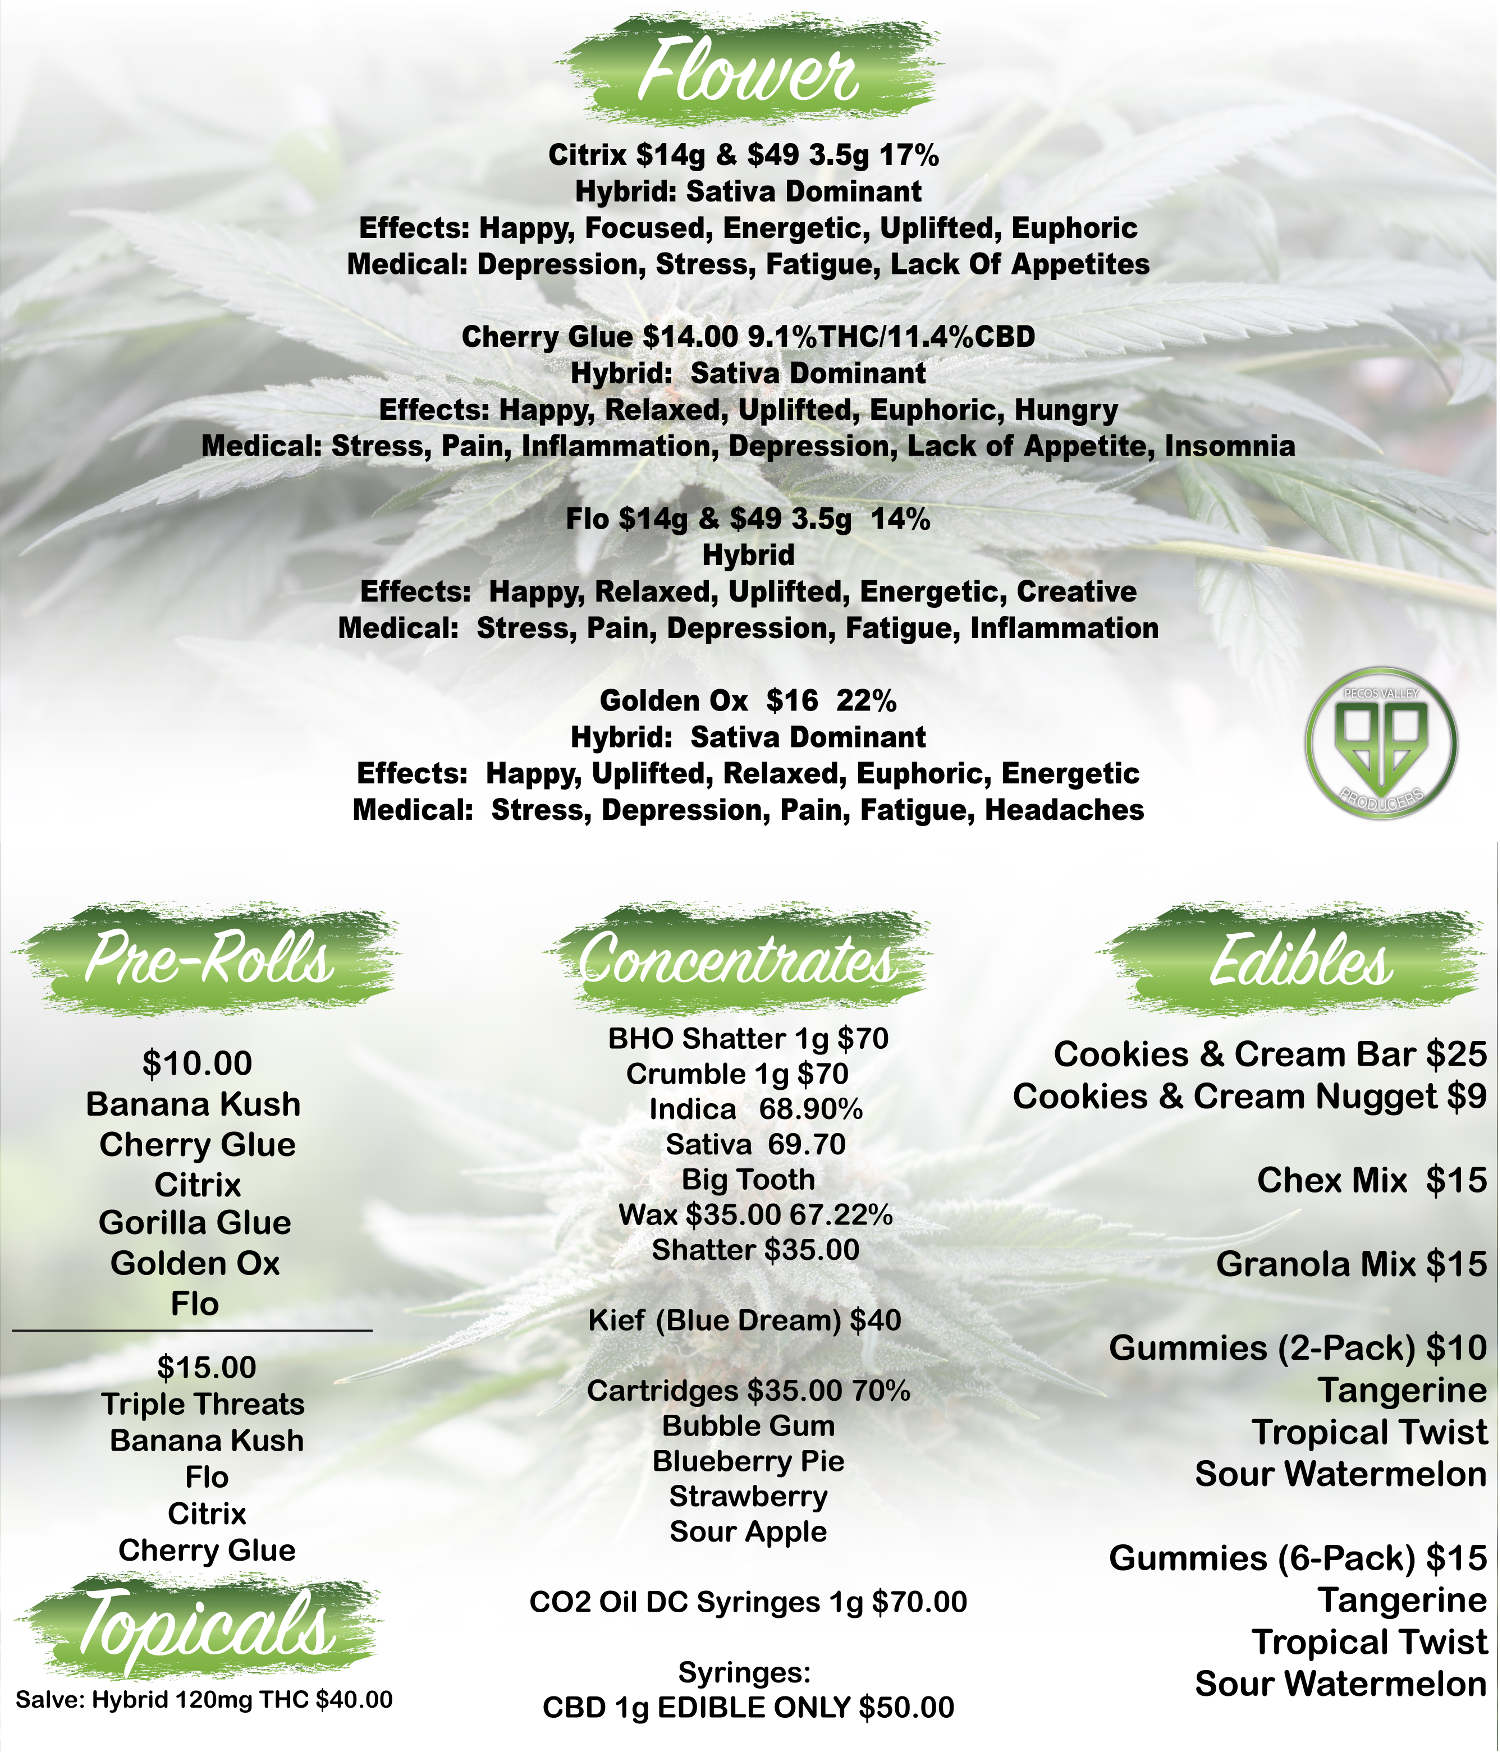 Flower
Citrix $14g & $49 3.5g 17%
Hybrid: Sativa Dominant
Effects: Happy, Focused, Energetic, Uplifted, Euphoric
Medical: Depression, Stress, Fatigue, Lack Of Appetites
Cherry Glue $14.00 9.1%THC/11.4%CBD
Hybrid: Sativa Dominant
Effects: Happy, Relaxed, Uplifted, Euphoric, Hungry
Medical: Stress, Pain, Inflammation, Depression, Lack of Appetite, Insomnia
Flo $14g & $49 3.5g 14%
Hybrid
Effects: Happy, Relaxed, Uplifted, Energetic, Creative
Medical: Stress, Pain, Depression, Fatigue, Inflammation
Golden Ox $16 22%
Hybrid: Sativa Dominant
Effects: Happy, Uplifted, Relaxed, Euphoric, Energetic
Medical: Stress, Depression, Pain, Fatigue, Headaches
PECOS VALLEY
PRODUCERS
Pre-Rolls
$10.00
Banana Kush
Cherry Glue
Citrix
Gorilla Glue
Golden Ox
Flo
$15.00
Triple Threats
Banana Kush
Flo
Citrix
Cherry Glue
Topicals
Salve: Hybrid 120mg THC $40.00
Concentrates
BHO Shatter 1g $70
Crumble 1g $70
Indica 68.90%
Sativa 69.70
Big Tooth
Wax $35.00 67.22%
Shatter $35.00
Kief (Blue Dream) $40
Cartridges $35.00 70%
Bubble Gum
Blueberry Pie
Strawberry
Sour Apple
CO2 Oil DC Syringes 1g $70.00
Syringes:
CBD 1g EDIBLE ONLY $50.00
Edibles
Cookies & Cream Bar $25
Cookies & Cream Nugget $9
Chex Mix $15
Granola Mix $15
Gummies (2-Pack) $10
Tangerine
Tropical Twist
Sour Watermelon
Gummies (6-Pack) $15
Tangerine
Tropical Twist
Sour Watermelon